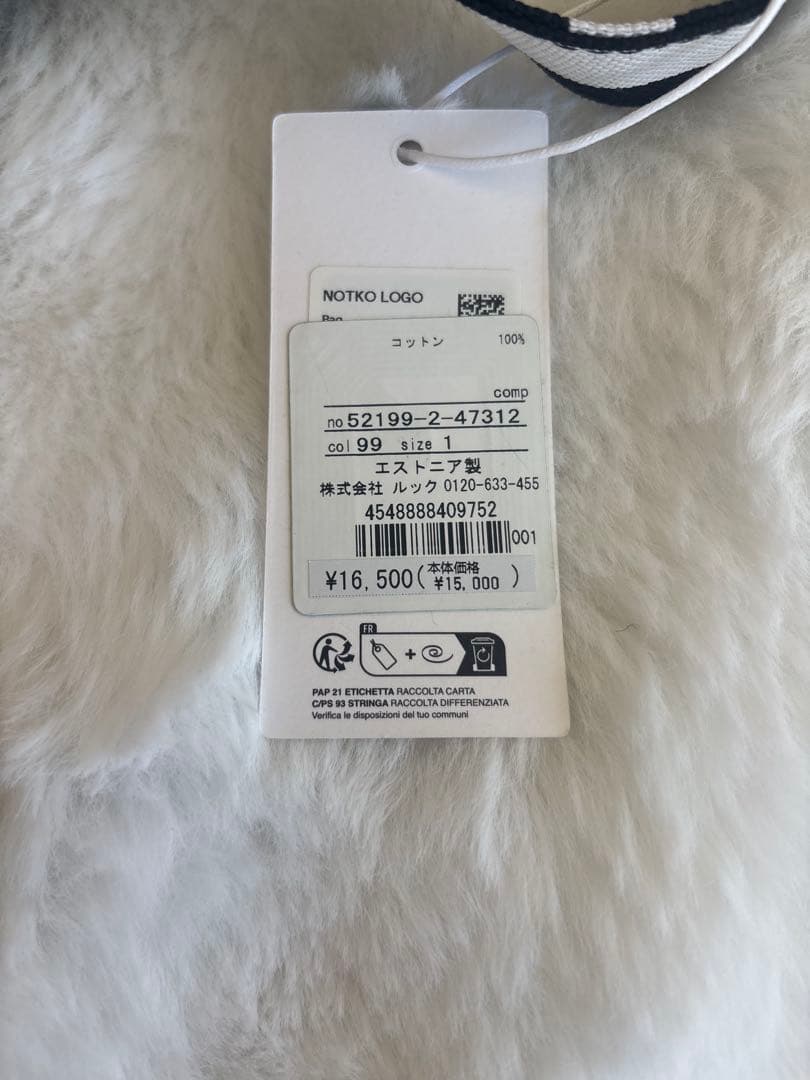 NOTKO LOGO
Bag
コットン 100%
comp
no 52199-2-47312
col 99 size 1
エストニア製
株式会社 ルック 0120-633-455
4548888409752
001
¥16,500(本体価格 ¥15,000 )
FR
PAP 21 ETICHETTA RACCOLTA CARTA
C/PS 93 STRINGA RACCOLTA DIFFERENZIATA
Verifica le disposizioni del tuo comuni